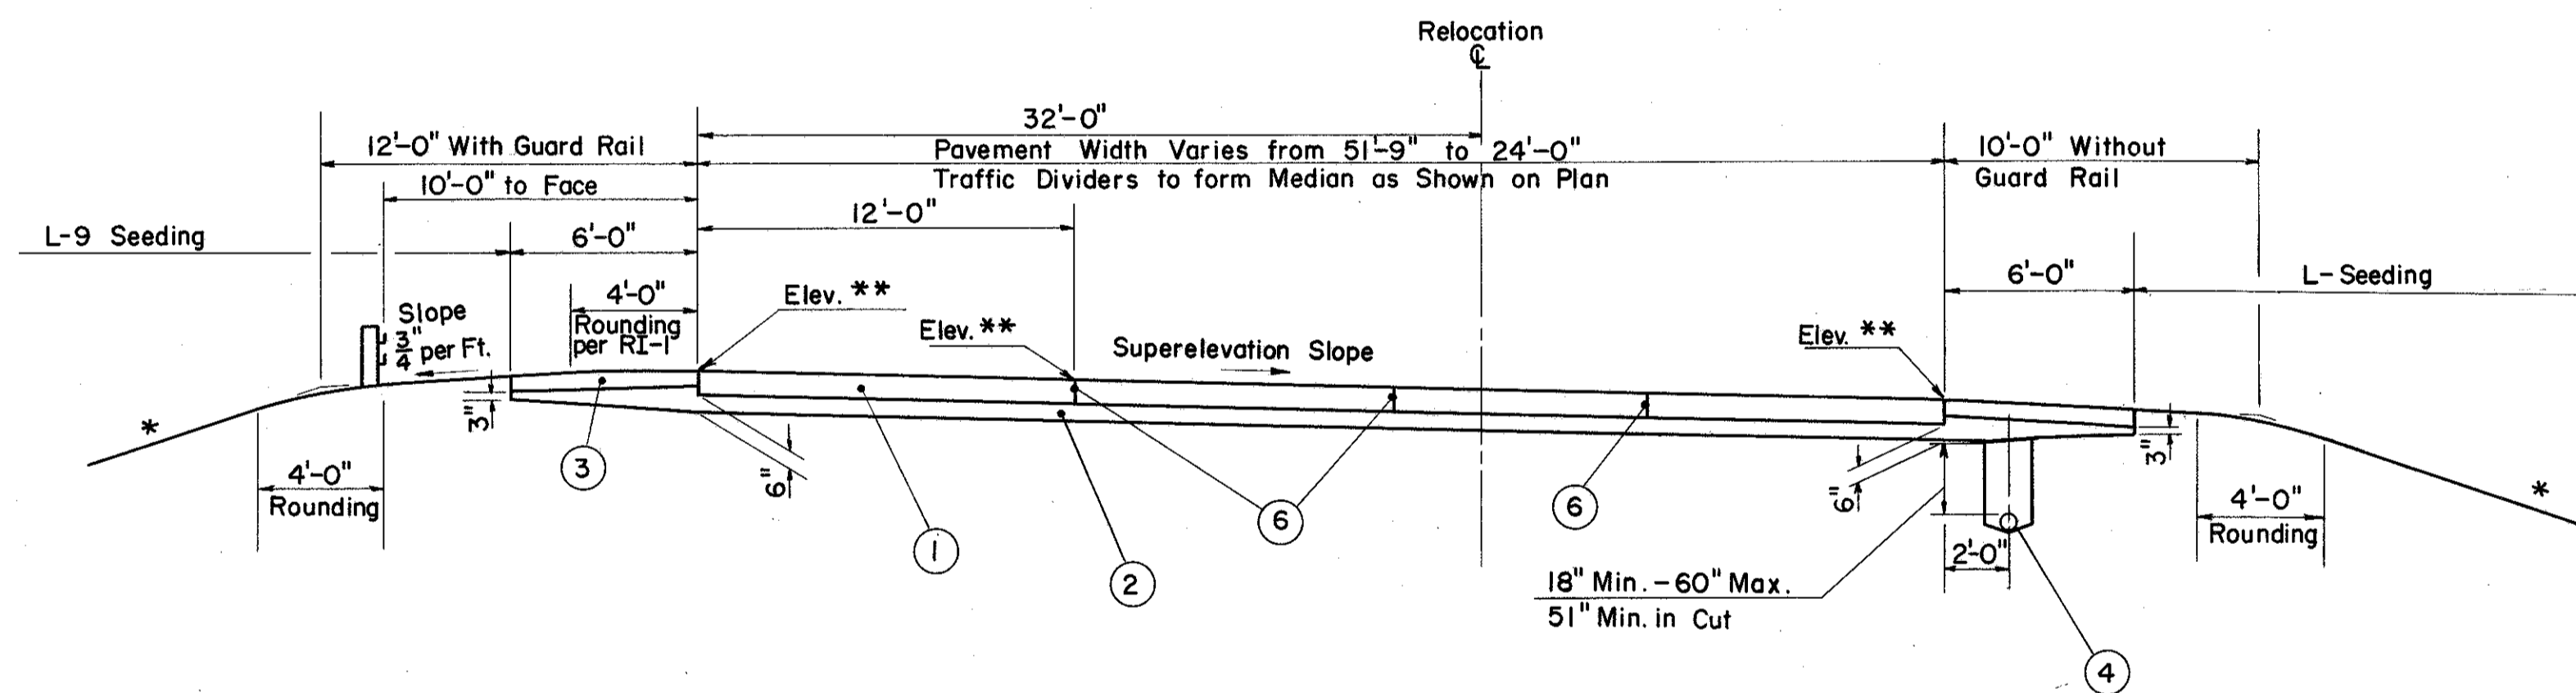 Relocation
℄
32'-0"
12'-0" With Guard Rail
Pavement Width Varies from 51'-9" to 24'-0"
10'-0" Without
Guard Rail
10'-0" to Face
Traffic Dividers to form Median as Shown on Plan
12'-0"
L-9 Seeding
6'-0"
6'-0"
L- Seeding
4'-0"
Rounding
per RI-1
Elev. **
Slope
3/4" per Ft.
Elev. **
Superelevation Slope
Elev. **
*
3"
3"
*
4'-0"
Rounding
3
6"
6
6
6"
4'-0"
Rounding
1
2
2'-0"
18" Min. - 60" Max.
51" Min. in Cut
4